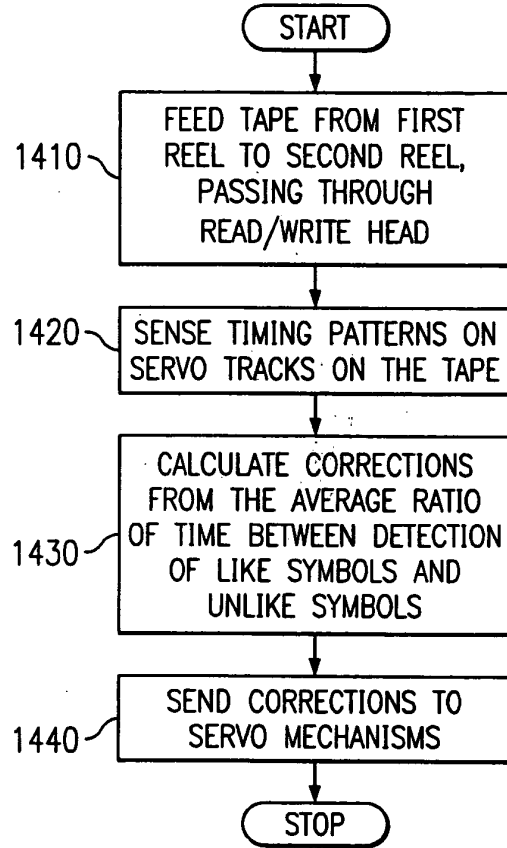 START
1410
FEED TAPE FROM FIRST
REEL TO SECOND REEL,
PASSING THROUGH
READ/WRITE HEAD
1420
SENSE TIMING PATTERNS ON
SERVO TRACKS ON THE TAPE
1430
CALCULATE CORRECTIONS
FROM THE AVERAGE RATIO
OF TIME BETWEEN DETECTION
OF LIKE SYMBOLS AND
UNLIKE SYMBOLS
1440
SEND CORRECTIONS TO
SERVO MECHANISMS
STOP